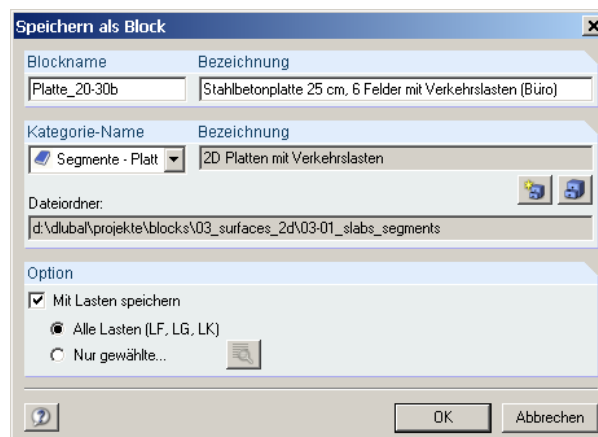 Speichern als Block
Blockname Bezeichnung
Platte_20-30b Stahlbetonplatte 25 cm, 6 Felder mit Verkehrslasten (Büro)
Kategorie-Name Bezeichnung
Segmente - Platt 2D Platten mit Verkehrslasten
Dateiordner:
d:\dlubal\projekte\blocks\03_surfaces_2d\03-01_slabs_segments
Option
Mit Lasten speichern
Alle Lasten (LF, LG, LK)
Nur gewählte...
OK Abbrechen